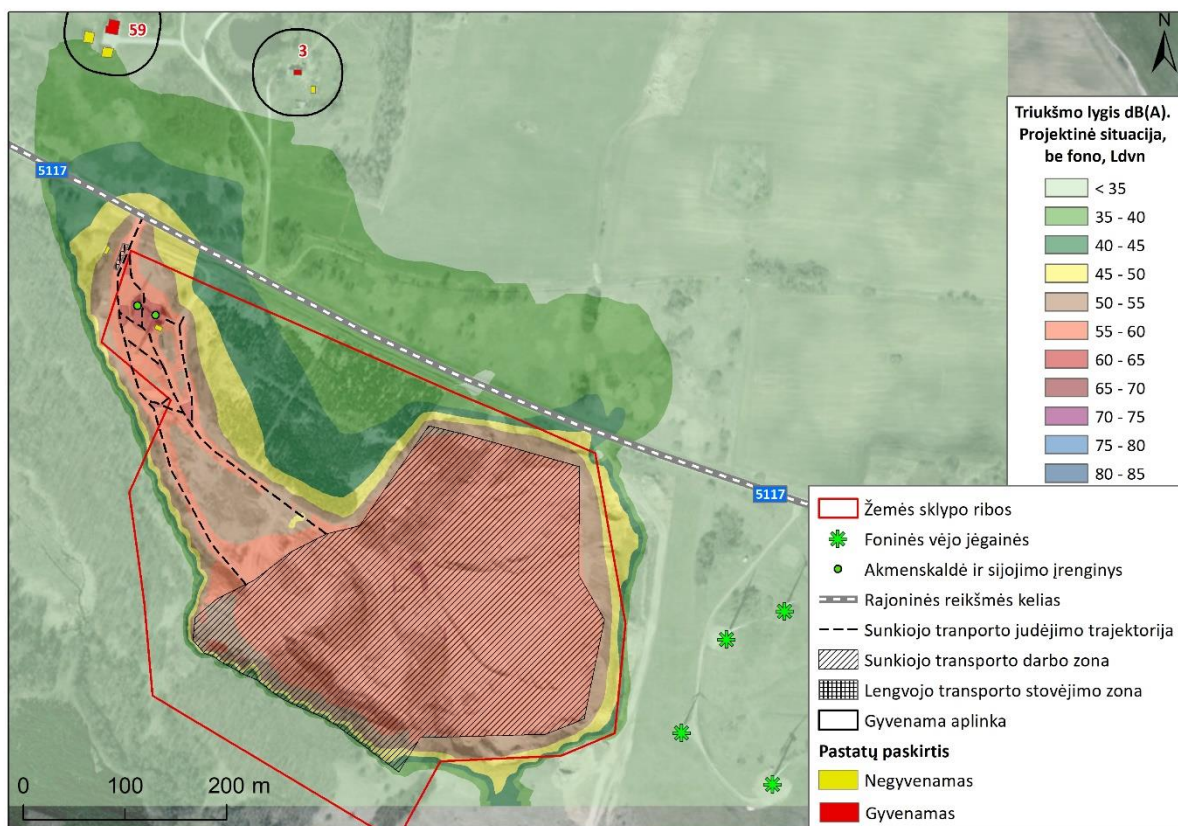 59
3
N
Triukšmo lygis dB(A).
Projektinė situacija,
be fono, Ldvn
< 35
35 - 40
40 - 45
45 - 50
50 - 55
55 - 60
60 - 65
65 - 70
70 - 75
75 - 80
80 - 85
5117
5117
Žemės sklypo ribos
Foninės vėjo jėgainės
Akmenskaldė ir sijojimo įrenginys
Rajoninės reikšmės kelias
Sunkiojo tranporto judėjimo trajektorija
Sunkiojo transporto darbo zona
Lengvojo transporto stovėjimo zona
Gyvenama aplinka
Pastatų paskirtis
Negyvenamas
Gyvenamas
0 100 200 m